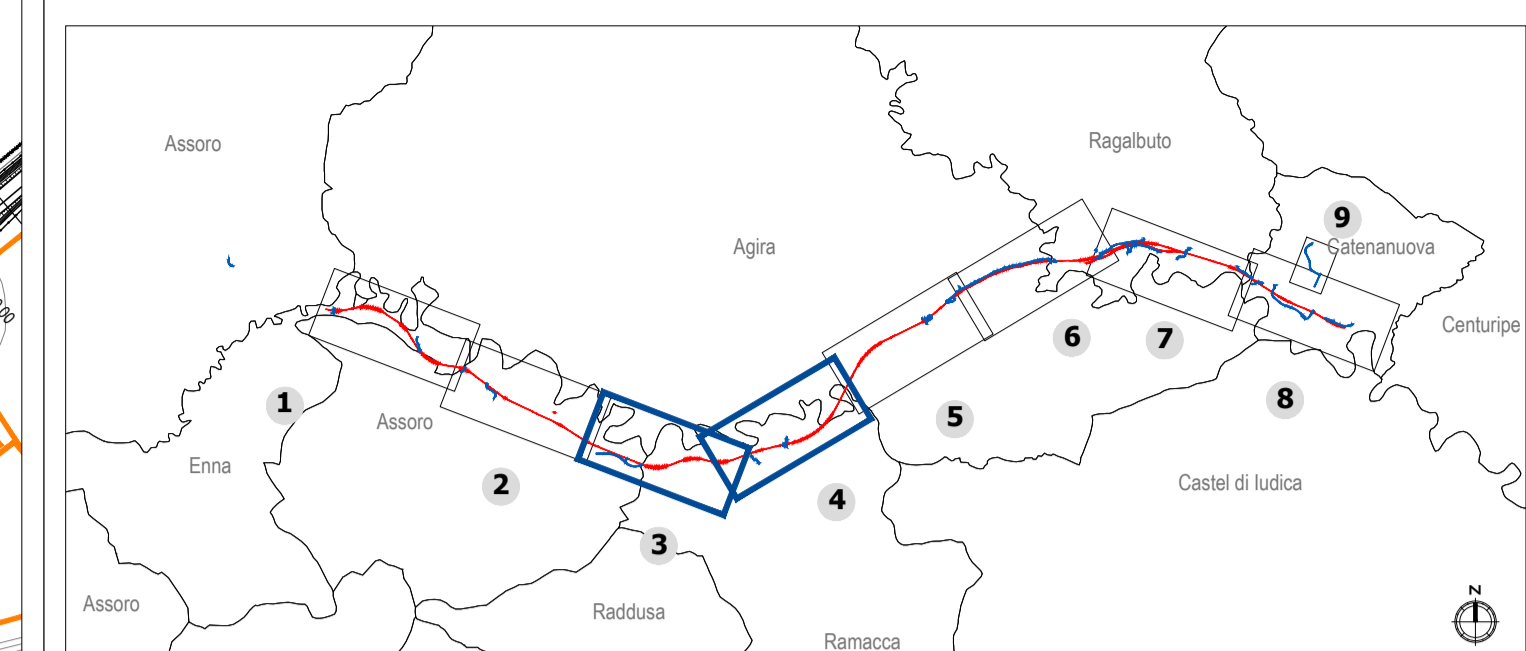 Assoro
Ragalbuto
9
Agira
Catenanuova
Centuripe
6
7
1
8
Assoro
5
Enna
2
Castel di Iudica
4
3
N
Assoro
Raddusa
Ramacca